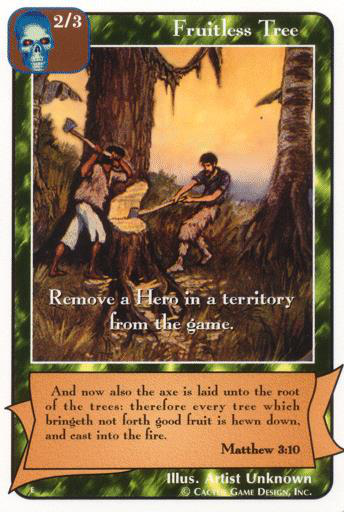 2/3
Fruitless Tree
Remove a Hero in a territory
from the game.
And now also the axe is laid unto the root
of the trees: therefore every tree which
bringeth not forth good fruit is hewn down,
and cast into the fire.
Matthew 3:10
Illus. Artist Unknown
E
© Cactus Game Design, Inc.